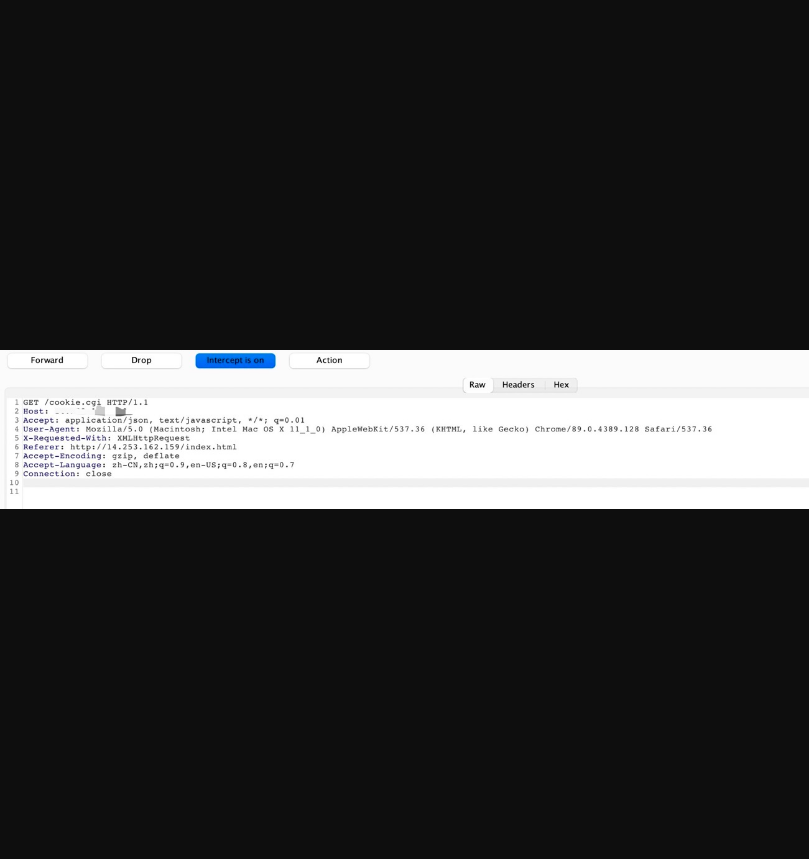 Forward Drop Intercept is on Action
Raw Headers Hex
1 GET /cookie.cgi HTTP/1.1
2 Host:
3 Accept: application/json, text/javascript, */*; q=0.01
4 User-Agent: Mozilla/5.0 (Macintosh; Intel Mac OS X 11_1_0) AppleWebKit/537.36 (KHTML, like Gecko) Chrome/89.0.4389.128 Safari/537.36
5 X-Requested-With: XMLHttpRequest
6 Referer: http://14.253.162.159/index.html
7 Accept-Encoding: gzip, deflate
8 Accept-Language: zh-CN,zh;q=0.9,en-US;q=0.8,en;q=0.7
9 Connection: close
10
11